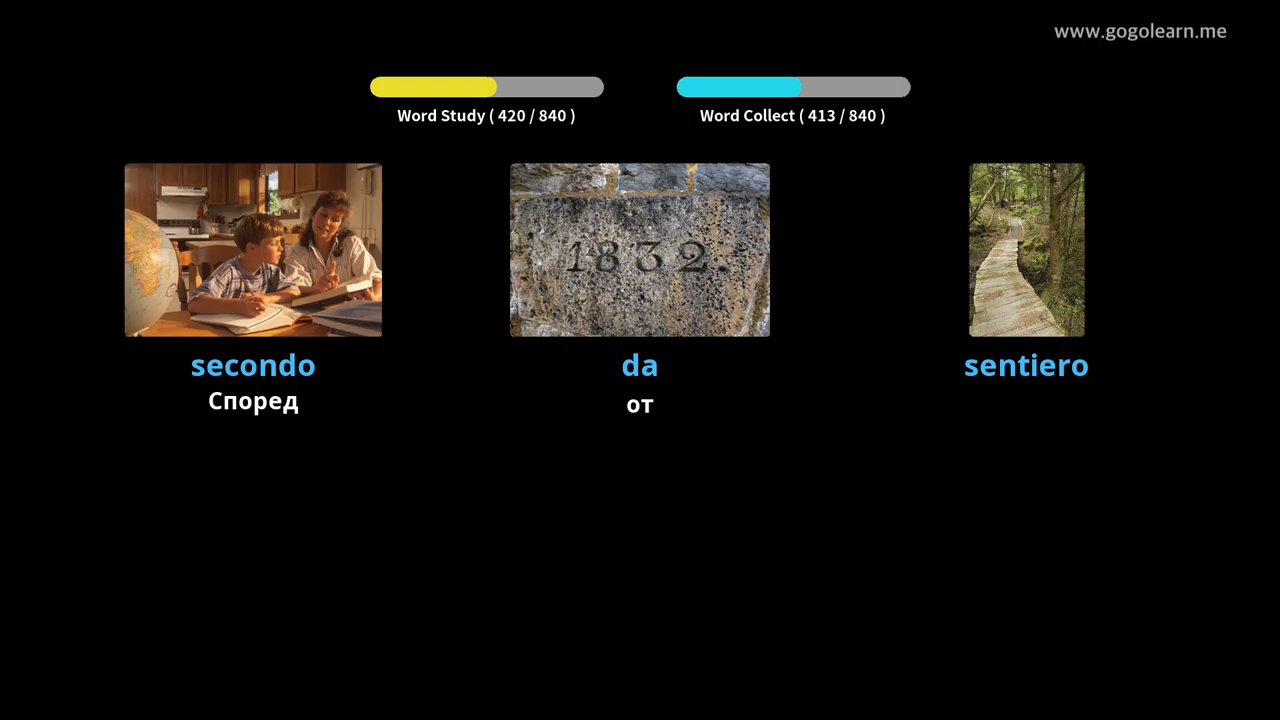 www.gogolearn.me
Word Study ( 420 / 840 )
Word Collect ( 413 / 840 )
1832.
secondo
Според
da
от
sentiero